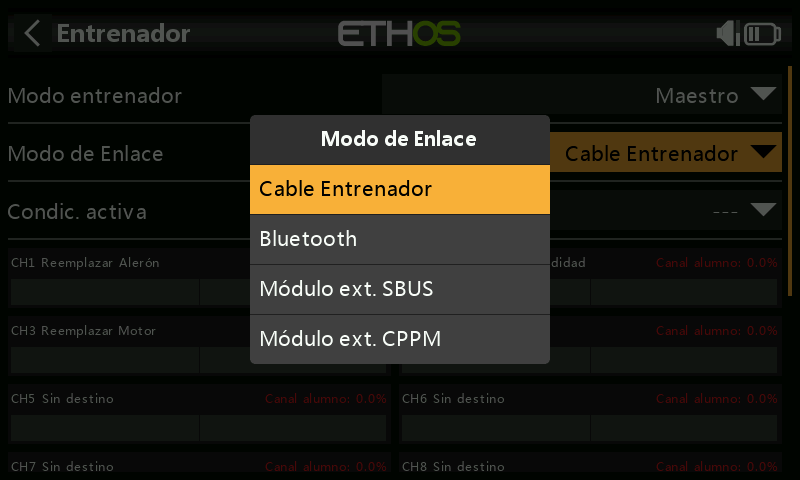 Entrenador
ETHOS
Modo entrenador
Maestro
Modo de Enlace
Cable Entrenador
Condic. activa
---
Modo de Enlace
Cable Entrenador
Bluetooth
Módulo ext. SBUS
Módulo ext. CPPM
CH1 Reemplazar Alerón
Canal alumno: 0.0%
CH3 Reemplazar Motor
Canal alumno: 0.0%
CH5 Sin destino
Canal alumno: 0.0%
CH6 Sin destino
Canal alumno: 0.0%
CH7 Sin destino
Canal alumno: 0.0%
CH8 Sin destino
Canal alumno: 0.0%